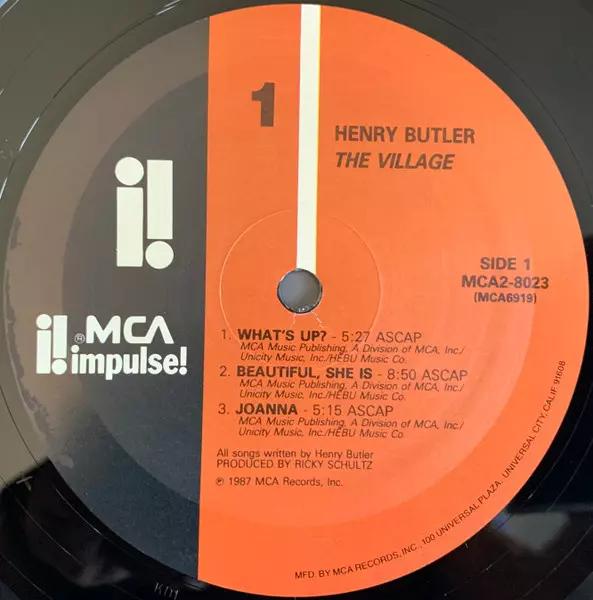 1
HENRY BUTLER
THE VILLAGE
SIDE 1
MCA2-8023
(MCA6919)
i!
i! ® MCA
impulse!
1. WHAT'S UP? - 5:27 ASCAP
MCA Music Publishing, A Division of MCA, Inc./
Unicity Music, Inc./HEBU Music Co.
2. BEAUTIFUL, SHE IS - 8:50 ASCAP
MCA Music Publishing, A Division of MCA, Inc./
Unicity Music, Inc./HEBU Music Co.
3. JOANNA - 5:15 ASCAP
MCA Music Publishing, A Division of MCA, Inc./
Unicity Music, Inc./HEBU Music Co.
All songs written by Henry Butler
PRODUCED BY RICKY SCHULTZ
℗ 1987 MCA Records, Inc.
MFD. BY MCA RECORDS, INC., 100 UNIVERSAL PLAZA, UNIVERSAL CITY, CALIF. 91608